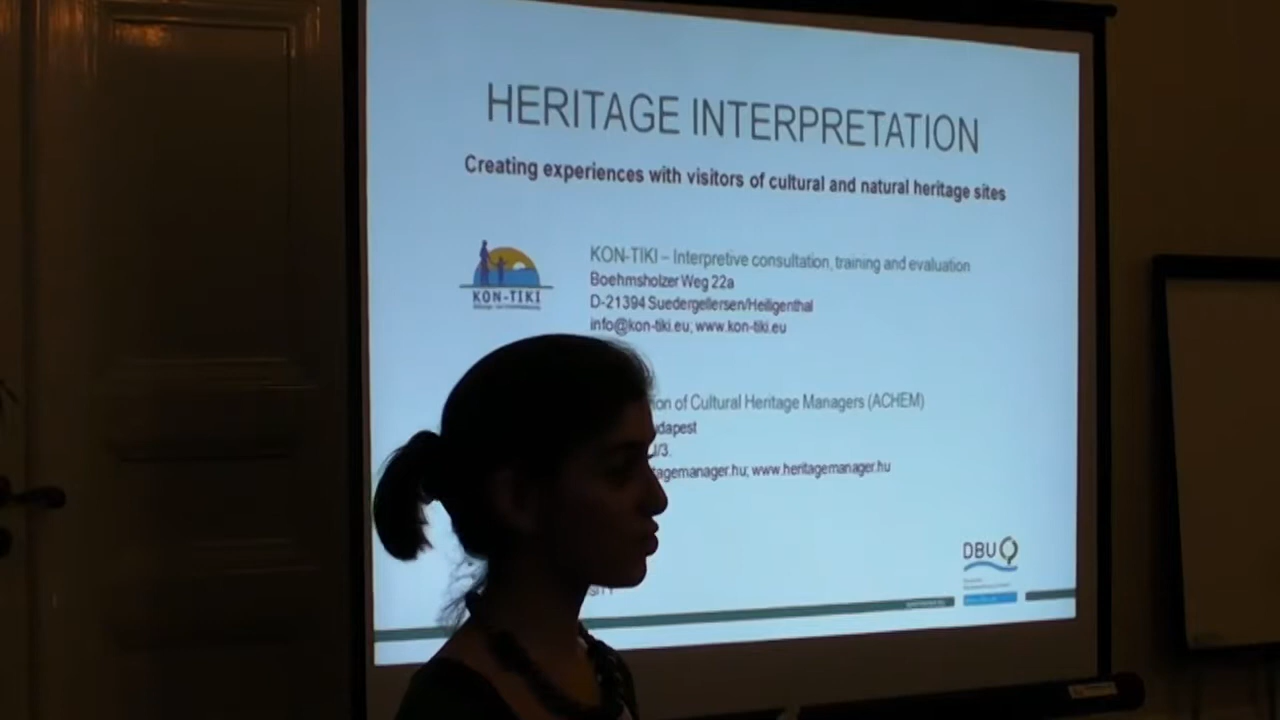 HERITAGE INTERPRETATION
Creating experiences with visitors of cultural and natural heritage sites
KON-TIKI
KON-TIKI – Interpretive consultation, training and evaluation
Boehmsholzer Weg 22a
D-21394 Suedergellersen/Heiligenthal
info@kon-tiki.eu; www.kon-tiki.eu
ion of Cultural Heritage Managers (ACHEM)
dapest
/3.
agemanager.hu; www.heritagemanager.hu
DBU
SITY